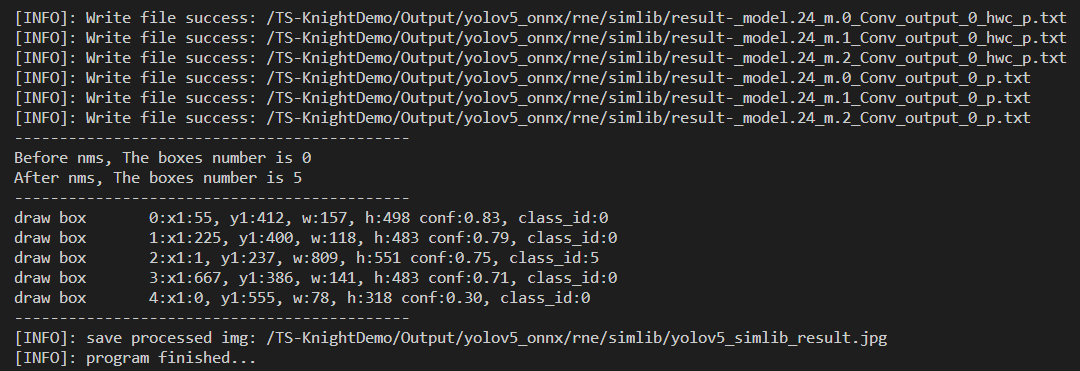 [INFO]: Write file success: /TS-KnightDemo/Output/yolov5_onnx/rne/simlib/result-_model.24_m.0_Conv_output_0_hwc_p.txt
[INFO]: Write file success: /TS-KnightDemo/Output/yolov5_onnx/rne/simlib/result-_model.24_m.1_Conv_output_0_hwc_p.txt
[INFO]: Write file success: /TS-KnightDemo/Output/yolov5_onnx/rne/simlib/result-_model.24_m.2_Conv_output_0_hwc_p.txt
[INFO]: Write file success: /TS-KnightDemo/Output/yolov5_onnx/rne/simlib/result-_model.24_m.0_Conv_output_0_p.txt
[INFO]: Write file success: /TS-KnightDemo/Output/yolov5_onnx/rne/simlib/result-_model.24_m.1_Conv_output_0_p.txt
[INFO]: Write file success: /TS-KnightDemo/Output/yolov5_onnx/rne/simlib/result-_model.24_m.2_Conv_output_0_p.txt
--------------------------------------------
Before nms, The boxes number is 0
After nms, The boxes number is 5
--------------------------------------------
draw box       0:x1:55, y1:412, w:157, h:498 conf:0.83, class_id:0
draw box       1:x1:225, y1:400, w:118, h:483 conf:0.79, class_id:0
draw box       2:x1:1, y1:237, w:809, h:551 conf:0.75, class_id:5
draw box       3:x1:667, y1:386, w:141, h:483 conf:0.71, class_id:0
draw box       4:x1:0, y1:555, w:78, h:318 conf:0.30, class_id:0
--------------------------------------------
[INFO]: save processed img: /TS-KnightDemo/Output/yolov5_onnx/rne/simlib/yolov5_simlib_result.jpg
[INFO]: program finished...